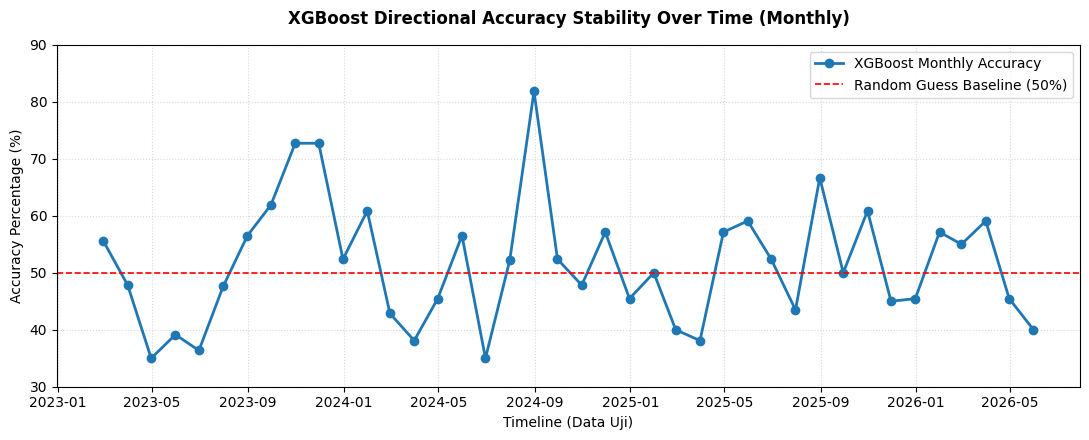 XGBoost Directional Accuracy Stability Over Time (Monthly)
XGBoost Monthly Accuracy
Random Guess Baseline (50%)
Accuracy Percentage (%)
90
80
70
60
50
40
30
2023-01 2023-05 2023-09 2024-01 2024-05 2024-09 2025-01 2025-05 2025-09 2026-01 2026-05
Timeline (Data Uji)